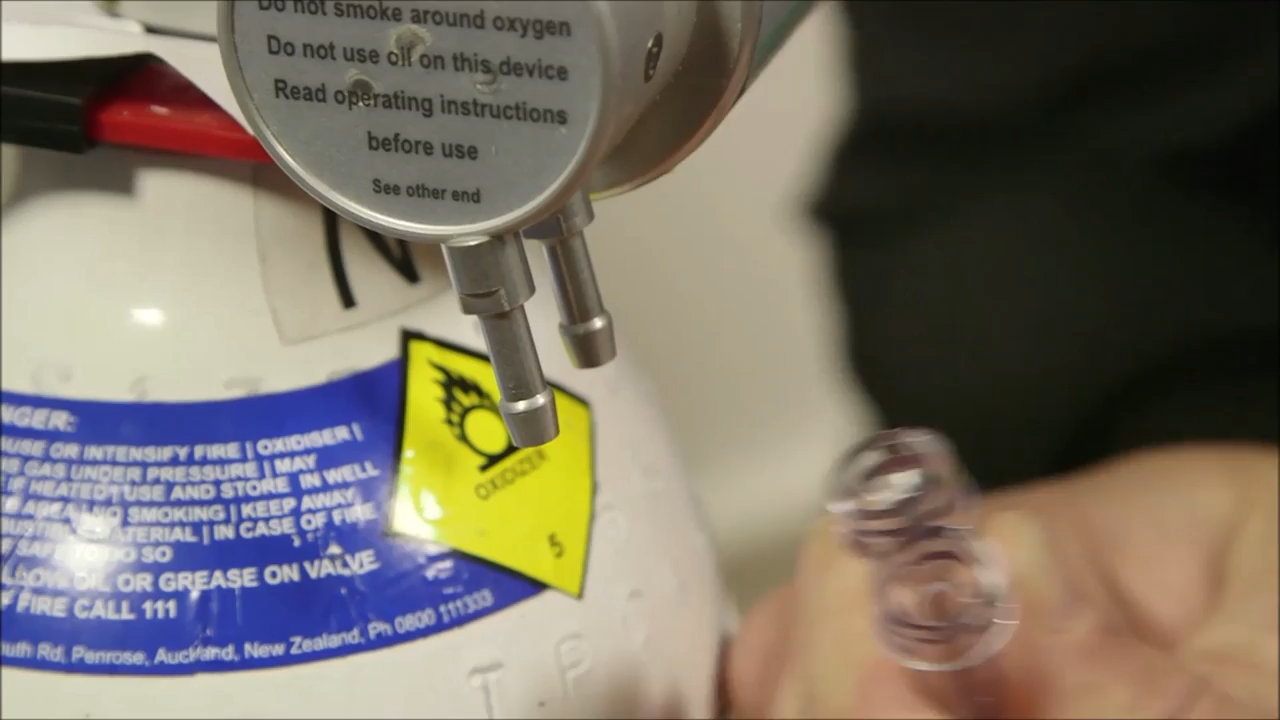 Do not smoke around oxygen
Do not use oil on this device
Read operating instructions
before use
See other end
N
NGER:
USE OR INTENSIFY FIRE | OXIDISER |
GAS UNDER PRESSURE | MAY
IF HEATED USE AND STORE IN WELL
AREA NO SMOKING | KEEP AWAY
MATERIAL | IN CASE OF FIRE
SAFE TO DO SO
OIL OR GREASE ON VALVE
FIRE CALL 111
outh Rd, Penrose, Auckland, New Zealand, Ph 0800 111333
OXIDIZER
5
T P